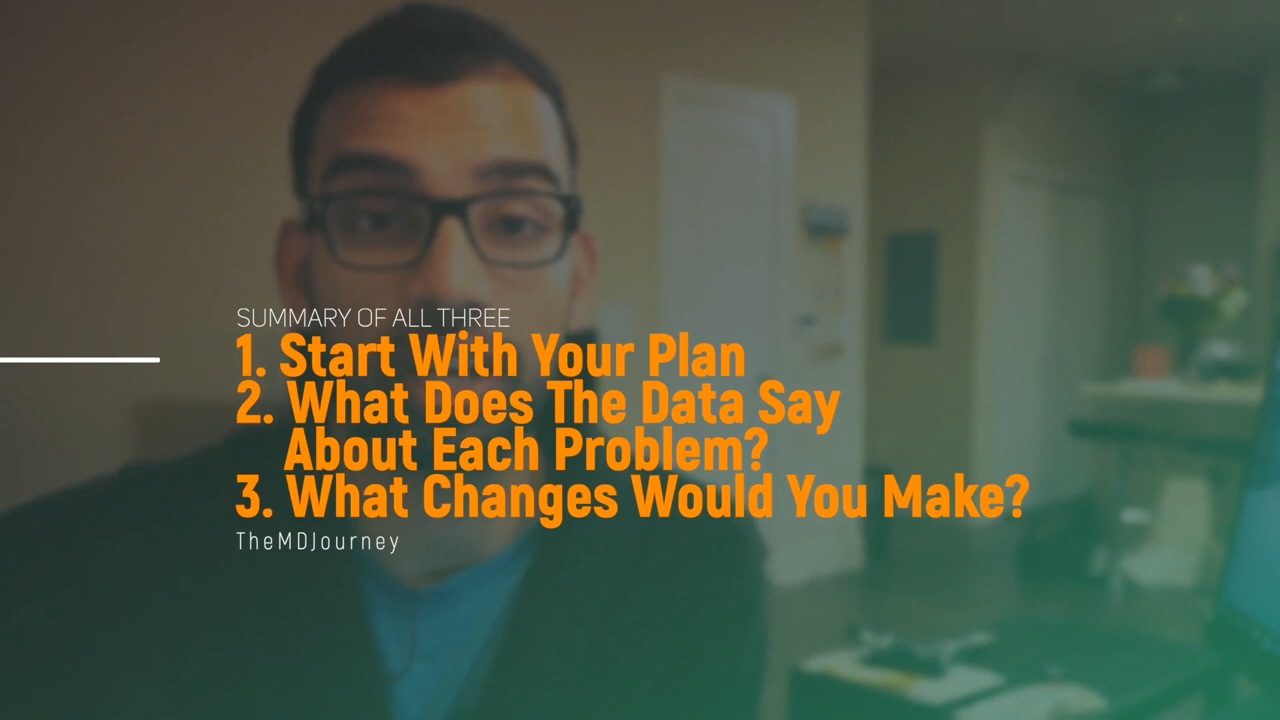 SUMMARY OF ALL THREE
1. Start With Your Plan
2. What Does The Data Say
About Each Problem?
3. What Changes Would You Make?
TheMDJourney